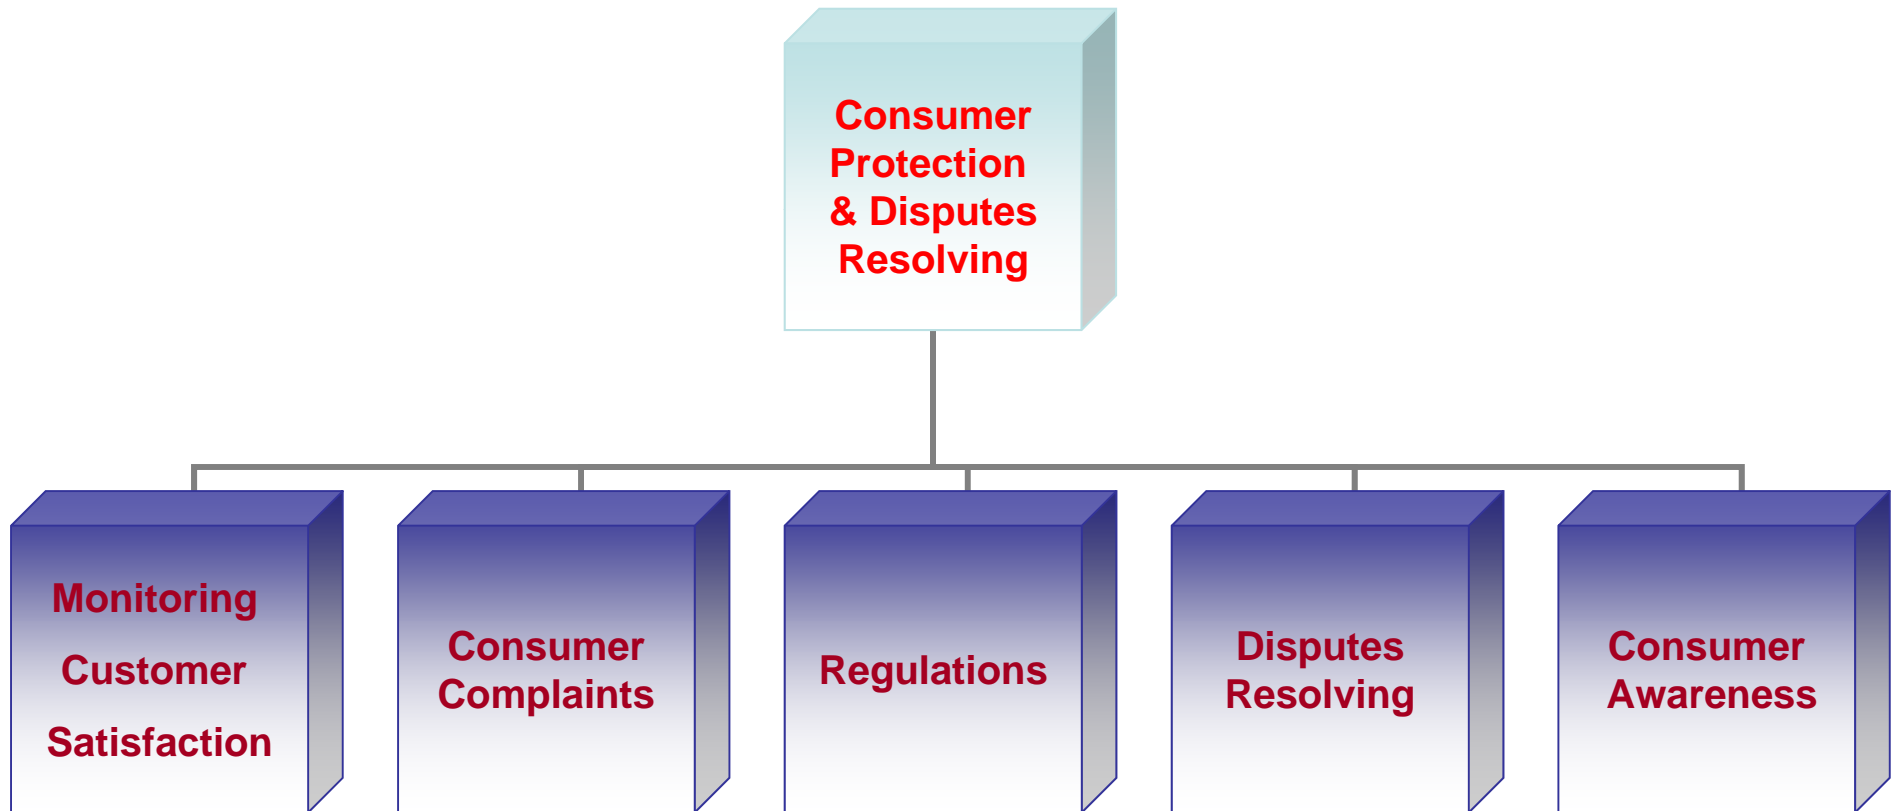 Consumer
Protection
& Disputes
Resolving
Monitoring
Customer
Satisfaction
Consumer
Complaints
Regulations
Disputes
Resolving
Consumer
Awareness